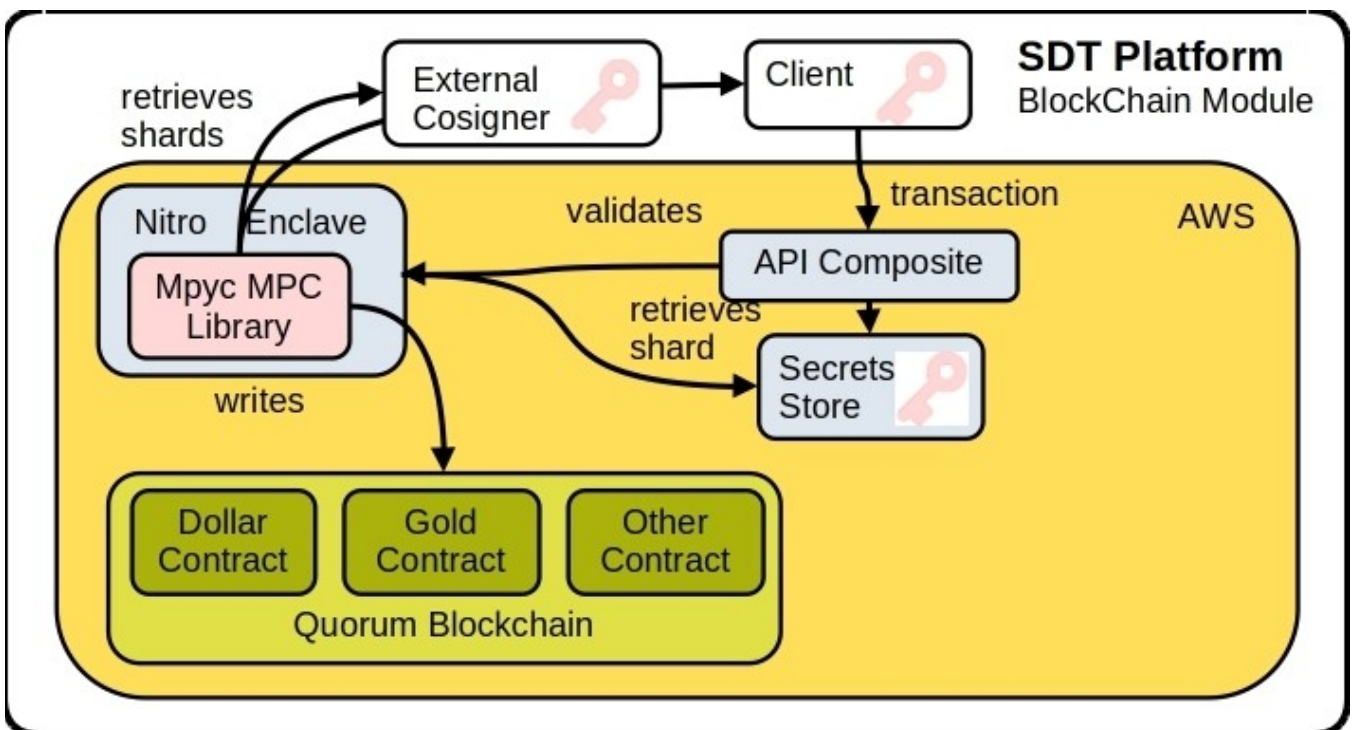 SDT Platform
BlockChain Module
External
Cosigner
Client
retrieves
shards
transaction
AWS
validates
Nitro Enclave
API Composite
Mpyc MPC
Library
retrieves
shard
Secrets
Store
writes
Dollar
Contract
Gold
Contract
Other
Contract
Quorum Blockchain